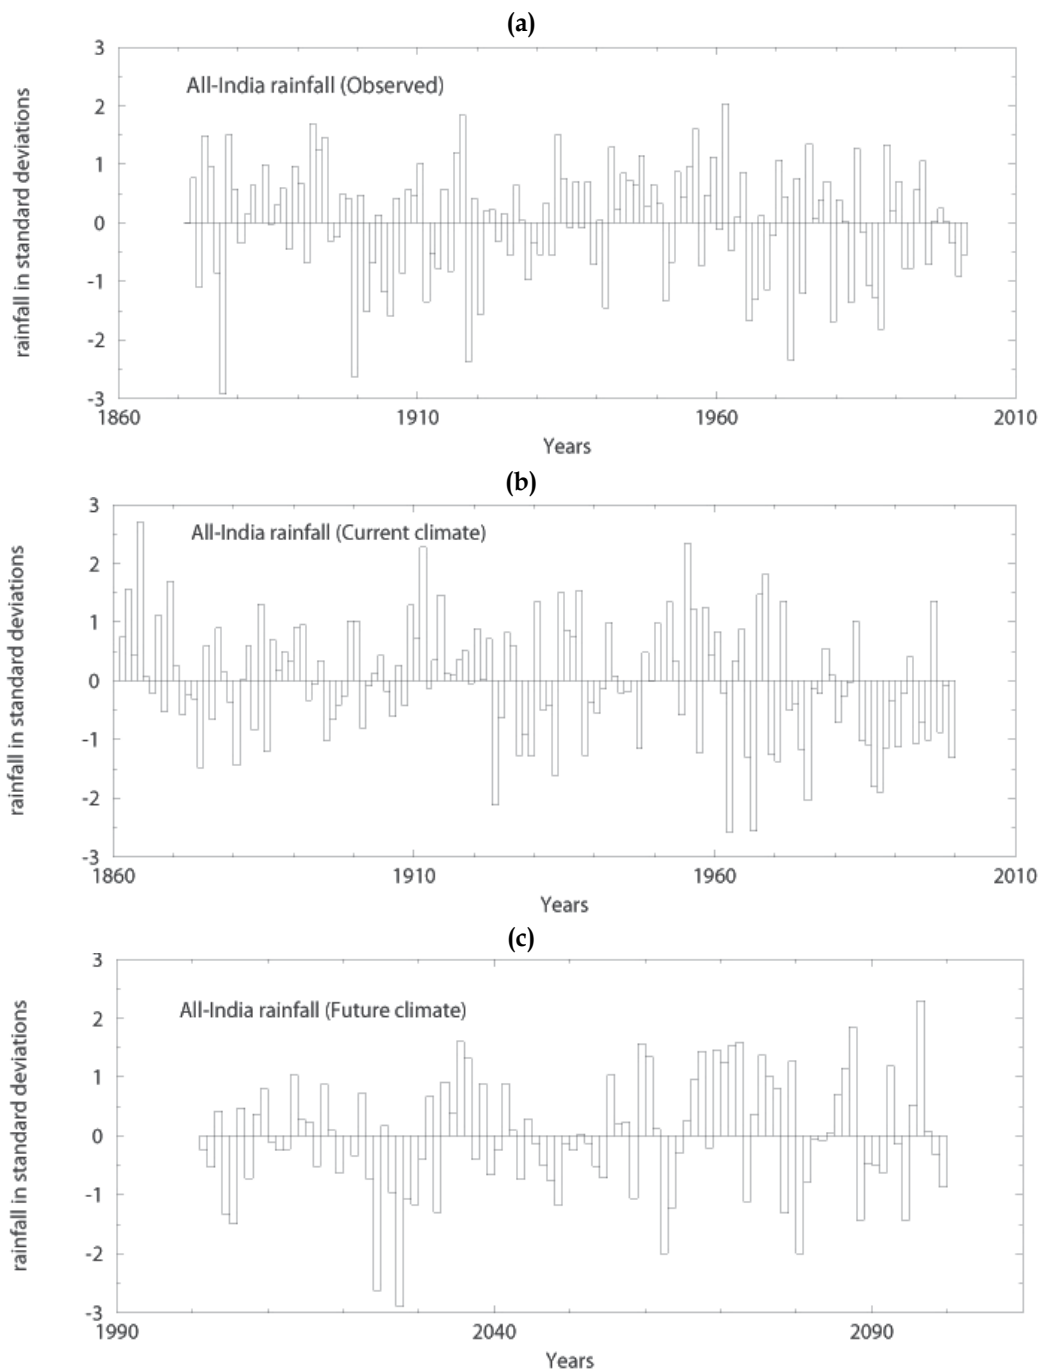 (a)
3
All-India rainfall (Observed)
2
1
0
-1
-2
-3
rainfall in standard deviations
1860 1910 1960 2010
Years
(b)
3
All-India rainfall (Current climate)
2
1
0
-1
-2
-3
rainfall in standard deviations
1860 1910 1960 2010
Years
(c)
3
All-India rainfall (Future climate)
2
1
0
-1
-2
-3
rainfall in standard deviations
1990 2040 2090
Years